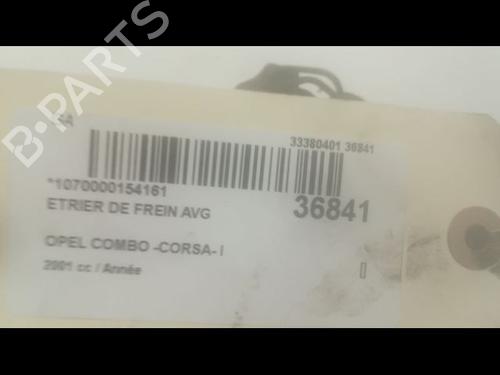 B-PARTS
33380401 36841
*1070000154161
ETRIER DE FREIN AVG
36841
OPEL COMBO -CORSA- I
2001 cc / Année